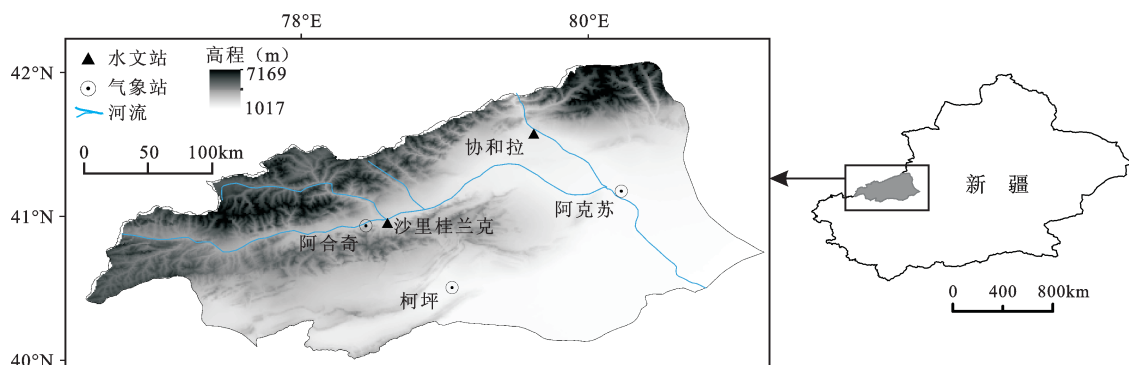 78°E
80°E
42°N
41°N
40°N
水文站
气象站
河流
高程（m）
7169
1017
0
50
100km
协和拉
阿克苏
阿合奇
沙里桂兰克
柯坪
新疆
0
400
800km